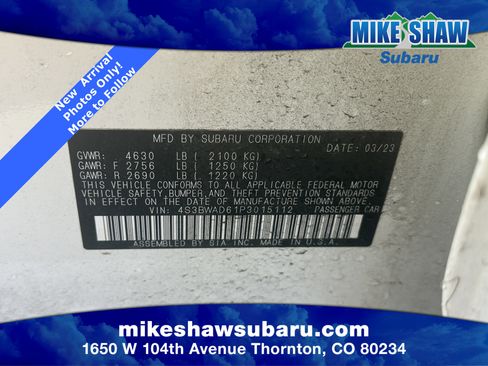 MIKE SHAW
Subaru
New Arrival
Photos Only!
More to Follow
MFD BY SUBARU CORPORATION
DATE: 03/23
GVWR: 4630 LB ( 2100 KG)
GAWR: F 2756 LB ( 1250 KG)
GAWR: R 2690 LB ( 1220 KG)
THIS VEHICLE CONFORMS TO ALL APPLICABLE FEDERAL MOTOR
VEHICLE SAFETY,BUMPER,AND THEFT PREVENTION STANDARDS
IN EFFECT ON THE DATE OF MANUFACTURE SHOWN ABOVE.
VIN: 4S3BWAD61P3015112 PASSENGER CAR
ASSEMBLED BY SIA INC. MADE IN U.S.A.
mikeshawsubaru.com
1650 W 104th Avenue Thornton, CO 80234